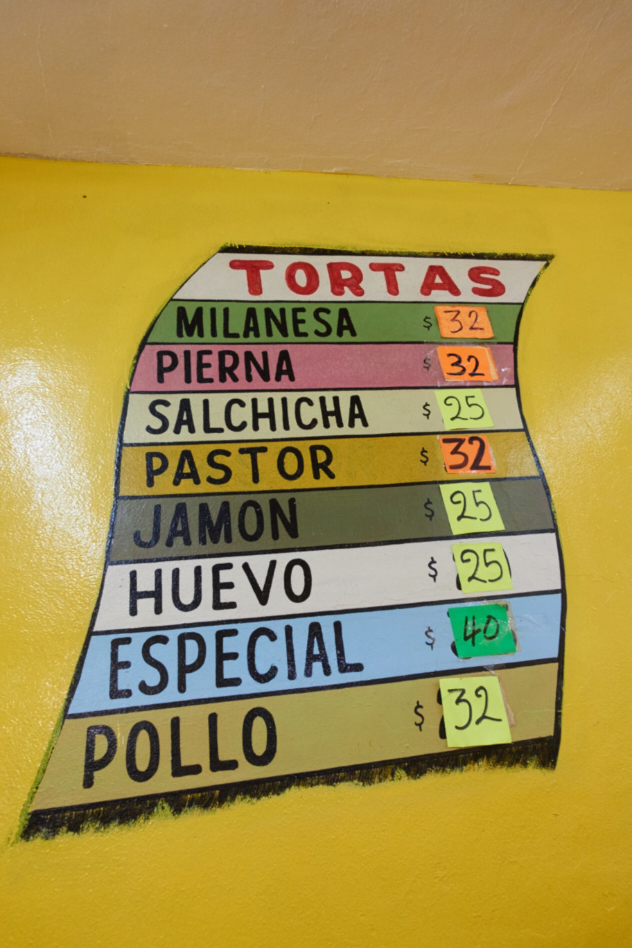 TORTAS
MILANESA $ 32
PIERNA $ 32
SALCHICHA $ 25
PASTOR $ 32
JAMON $ 25
HUEVO $ 25
ESPECIAL $ 40
POLLO $ 32